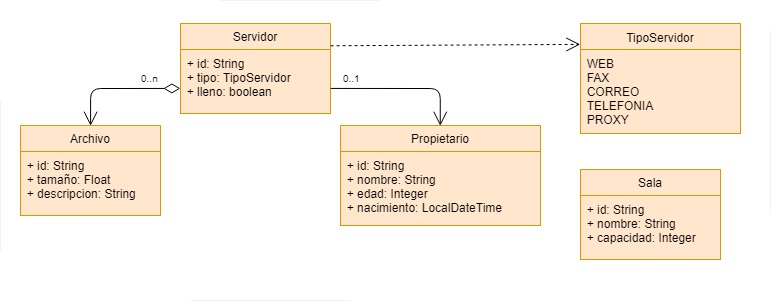 Servidor
+ id: String
+ tipo: TipoServidor
+ lleno: boolean
TipoServidor
WEB
FAX
CORREO
TELEFONIA
PROXY
0..n
0..1
Archivo
+ id: String
+ tamaño: Float
+ descripcion: String
Propietario
+ id: String
+ nombre: String
+ edad: Integer
+ nacimiento: LocalDateTime
Sala
+ id: String
+ nombre: String
+ capacidad: Integer